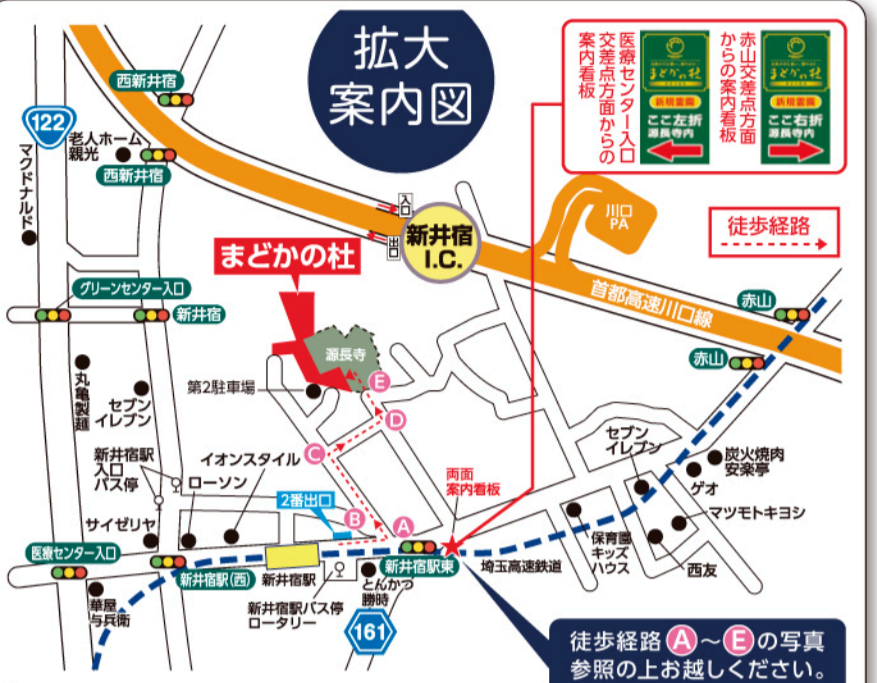 拡大
案内図
医療センター入口
交差点方面からの
案内看板
まどかの杜
新規霊園
ここ左折
源長寺内
赤山交差点方面
からの案内看板
まどかの杜
新規霊園
ここ右折
源長寺内
西新井宿
122
老人ホーム
親光
西新井宿
マクドナルド
入口
出口
新井宿
I.C.
川口
PA
徒歩経路
まどかの杜
首都高速川口線
赤山
赤山
グリーンセンター入口
新井宿
源長寺
第2駐車場
E
D
C
丸亀製麺
セブン
イレブン
新井宿駅
入口
バス停
イオンスタイル
ローソン
2番出口
B
A
両面
案内看板
セブン
イレブン
炭火焼肉
安楽亭
ゲオ
マツモトキヨシ
サイゼリヤ
医療センター入口
新井宿駅(西)
新井宿駅
新井宿駅東
埼玉高速鉄道
保育園
キッズ
ハウス
西友
華屋
与兵衛
新井宿駅バス停
ロータリー
とんかつ
勝時
161
徒歩経路A～Eの写真
参照の上お越しください。